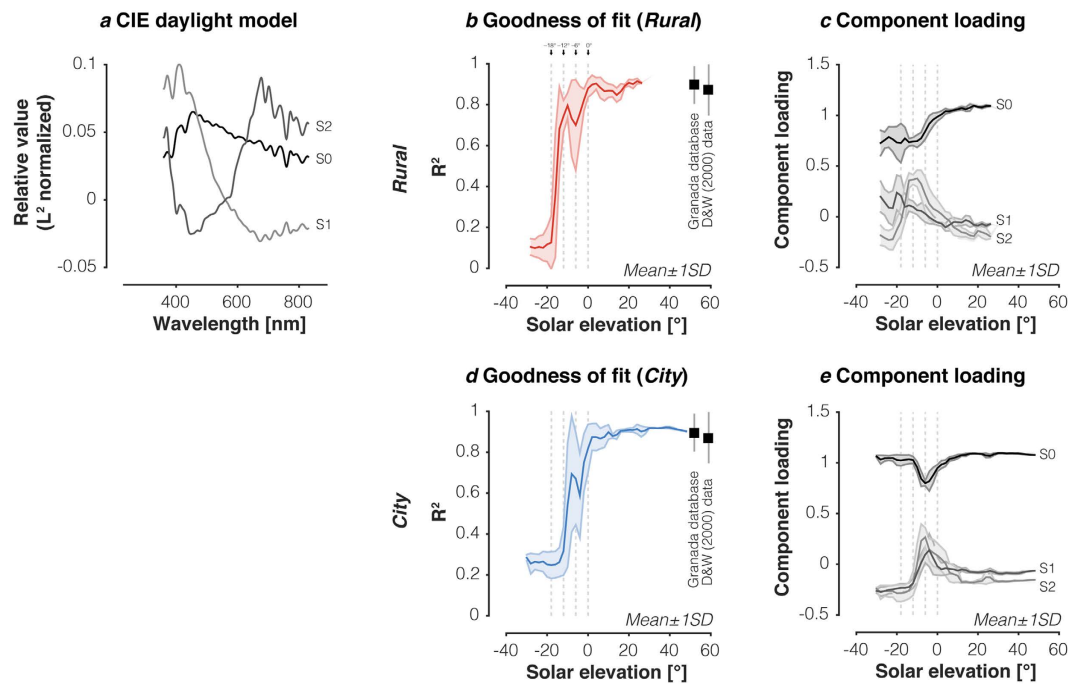 a CIE daylight model
Relative value
(L² normalized)
0.1
0.05
0
-0.05
S2
S0
S1
400
600
800
Wavelength [nm]
b Goodness of fit (Rural)
−18°
−12°
−6°
0°
Rural
R²
1
0.8
0.6
0.4
0.2
0
Granada database
D&W (2000) data
Mean±1SD
-40
-20
0
20
40
60
Solar elevation [°]
c Component loading
Component loading
1.5
1
0.5
0
-0.5
S0
S1
S2
Mean±1SD
-40
-20
0
20
40
60
Solar elevation [°]
d Goodness of fit (City)
City
R²
1
0.8
0.6
0.4
0.2
0
Granada database
D&W (2000) data
Mean±1SD
-40
-20
0
20
40
60
Solar elevation [°]
e Component loading
Component loading
1.5
1
0.5
0
-0.5
S0
S1
S2
Mean±1SD
-40
-20
0
20
40
60
Solar elevation [°]